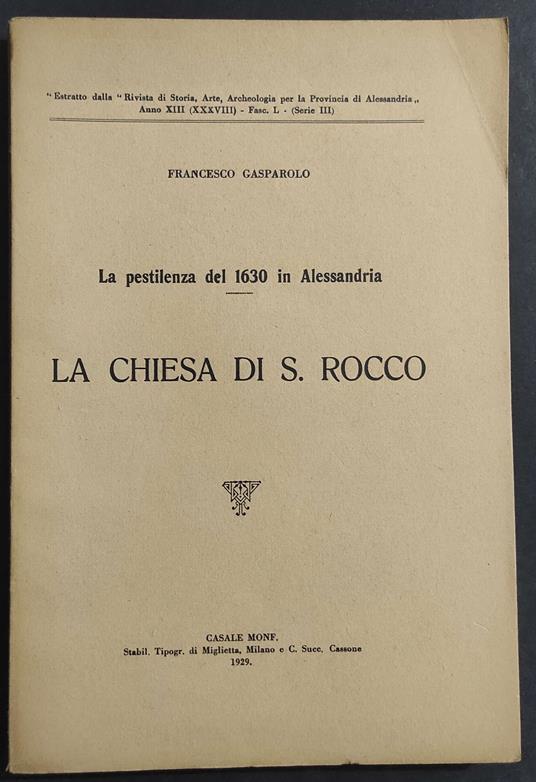 “ Estratto dalla “ Rivista di Storia, Arte, Archeologia per la Provincia di Alessandria „
Anno XIII (XXXVIII) - Fasc. L - (Serie III)
FRANCESCO GASPAROLO
La pestilenza del 1630 in Alessandria
LA CHIESA DI S. ROCCO
CASALE MONF.
Stabil. Tipogr. di Miglietta, Milano e C. Succ. Cassone
1929.